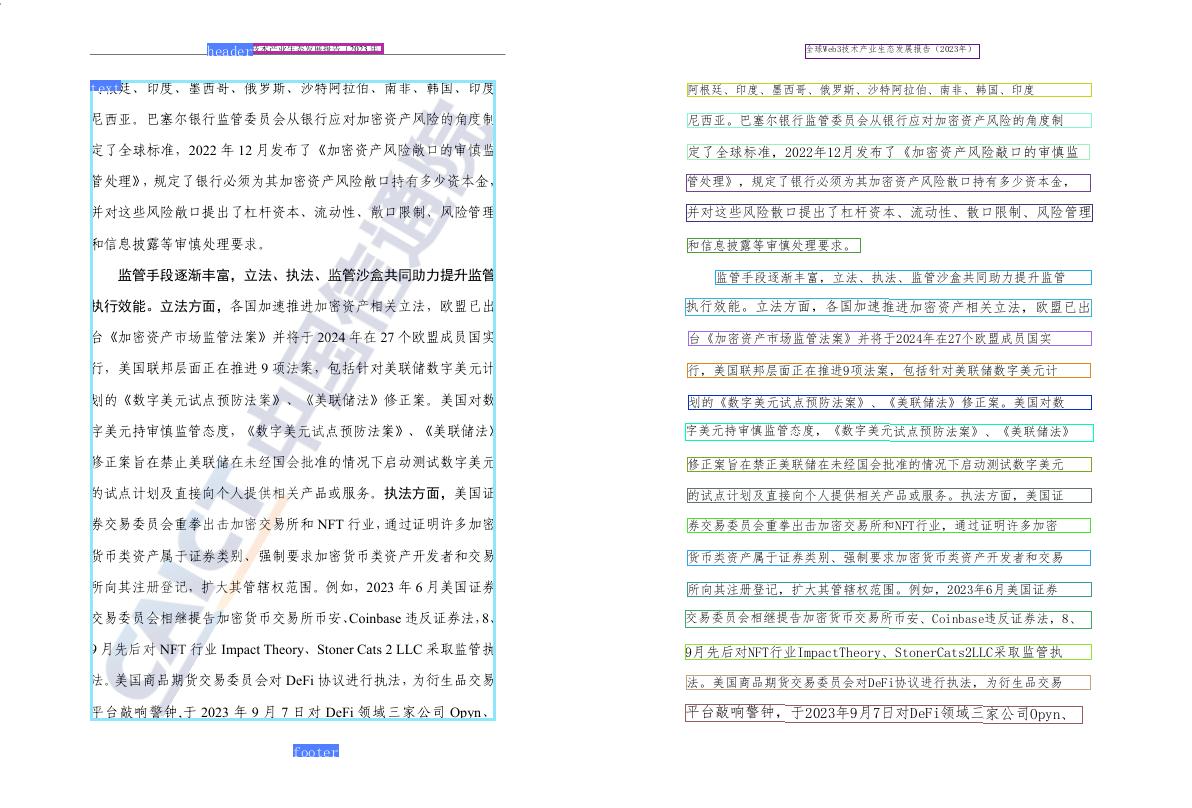 header
技术产业生态发展报告（2023年
text
廷、印度、墨西哥、俄罗斯、沙特阿拉伯、南非、韩国、印度
尼西亚。巴塞尔银行监管委员会从银行应对加密资产风险的角度制
定了全球标准，2022 年 12 月发布了《加密资产风险敞口的审慎监
管处理》，规定了银行必须为其加密资产风险敞口持有多少资本金，
并对这些风险敞口提出了杠杆资本、流动性、敞口限制、风险管理
和信息披露等审慎处理要求。
监管手段逐渐丰富，立法、执法、监管沙盒共同助力提升监管
执行效能。立法方面，各国加速推进加密资产相关立法，欧盟已出
台《加密资产市场监管法案》并将于 2024 年在 27 个欧盟成员国实
行，美国联邦层面正在推进 9 项法案，包括针对美联储数字美元计
划的《数字美元试点预防法案》、《美联储法》修正案。美国对数
字美元持审慎监管态度，《数字美元试点预防法案》、《美联储法》
修正案旨在禁止美联储在未经国会批准的情况下启动测试数字美元
的试点计划及直接向个人提供相关产品或服务。执法方面，美国证
券交易委员会重拳出击加密交易所和 NFT 行业，通过证明许多加密
货币类资产属于证券类别、强制要求加密货币类资产开发者和交易
所向其注册登记，扩大其管辖权范围。例如，2023 年 6 月美国证券
交易委员会相继提告加密货币交易所币安、Coinbase 违反证券法，8、
9 月先后对 NFT 行业 Impact Theory、Stoner Cats 2 LLC 采取监管执
法。美国商品期货交易委员会对 DeFi 协议进行执法，为衍生品交易
平台敲响警钟,于 2023 年 9 月 7 日对 DeFi 领域三家公司 Opyn、
footer
CAICT 中国信通院
全球Web3技术产业生态发展报告（2023年）
阿根廷、印度、墨西哥、俄罗斯、沙特阿拉伯、南非、韩国、印度
尼西亚。巴塞尔银行监管委员会从银行应对加密资产风险的角度制
定了全球标准，2022年12月发布了《加密资产风险敲口的审慎监
管处理》，规定了银行必须为其加密资产风险散口持有多少资本金，
并对这些风险散口提出了杠杆资本、流动性、散口限制、风险管理
和信息披露等审慎处理要求。
监管手段逐渐丰富，立法、执法、监管沙盒共同助力提升监管
执行效能。立法方面，各国加速推进加密资产相关立法，欧盟已出
台《加密资产市场监管法案》并将于2024年在27个欧盟成员国实
行，美国联邦层面正在推进9项法案，包括针对美联储数字美元计
划的《数字美元试点预防法案》、《美联储法》修正案。美国对数
字美元持审慎监管态度，《数字美元试点预防法案》、《美联储法》
修正案旨在禁正美联储在未经国会批准的情况下启动测试数字美元
的试点计划及直接向个人提供相关产品或服务。执法方面，美国证
券交易委员会重拳出击加密交易所和NFT行业，通过证明许多加密
货币类资产属于证券类别、强制要求加密货币类资产开发者和交易
所向其注册登记，扩大其管辖权范围。例如，2023年6月美国证券
交易委员会相继提告加密货币交易所币安、Coinbase违反证券法，8、
9月先后对NFT行业ImpactTheory、StonerCats2LLC采取监管执
法。美国商品期货交易委员会对DeFi协议进行执法，为衍生品交易
平台敲响警钟，于2023年9月7日对DeFi领域三家公司Opyn、